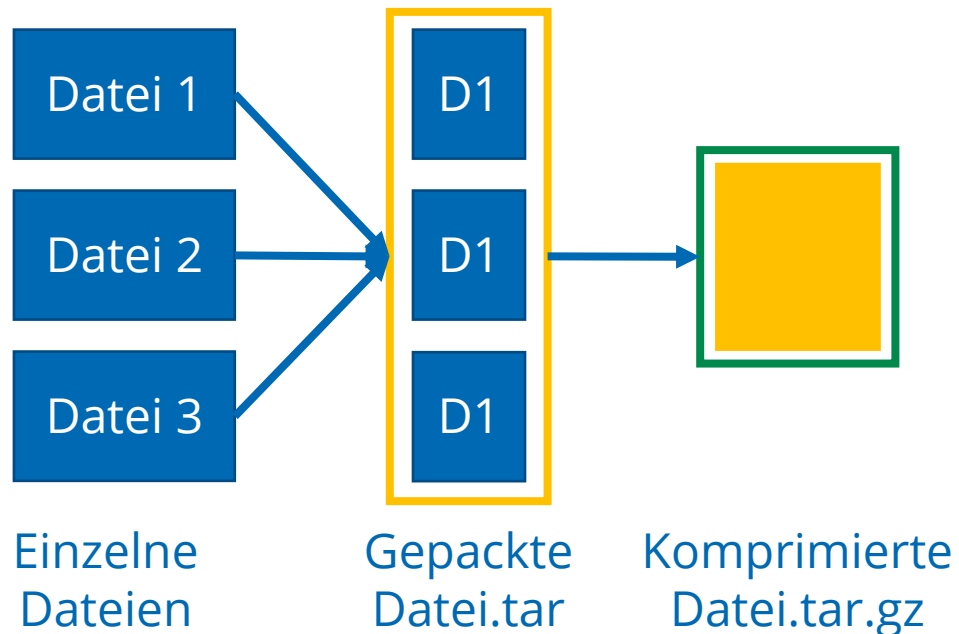 Datei 1
D1
Datei 2
D1
Datei 3
D1
Einzelne
Dateien
Gepackte
Datei.tar
Komprimierte
Datei.tar.gz